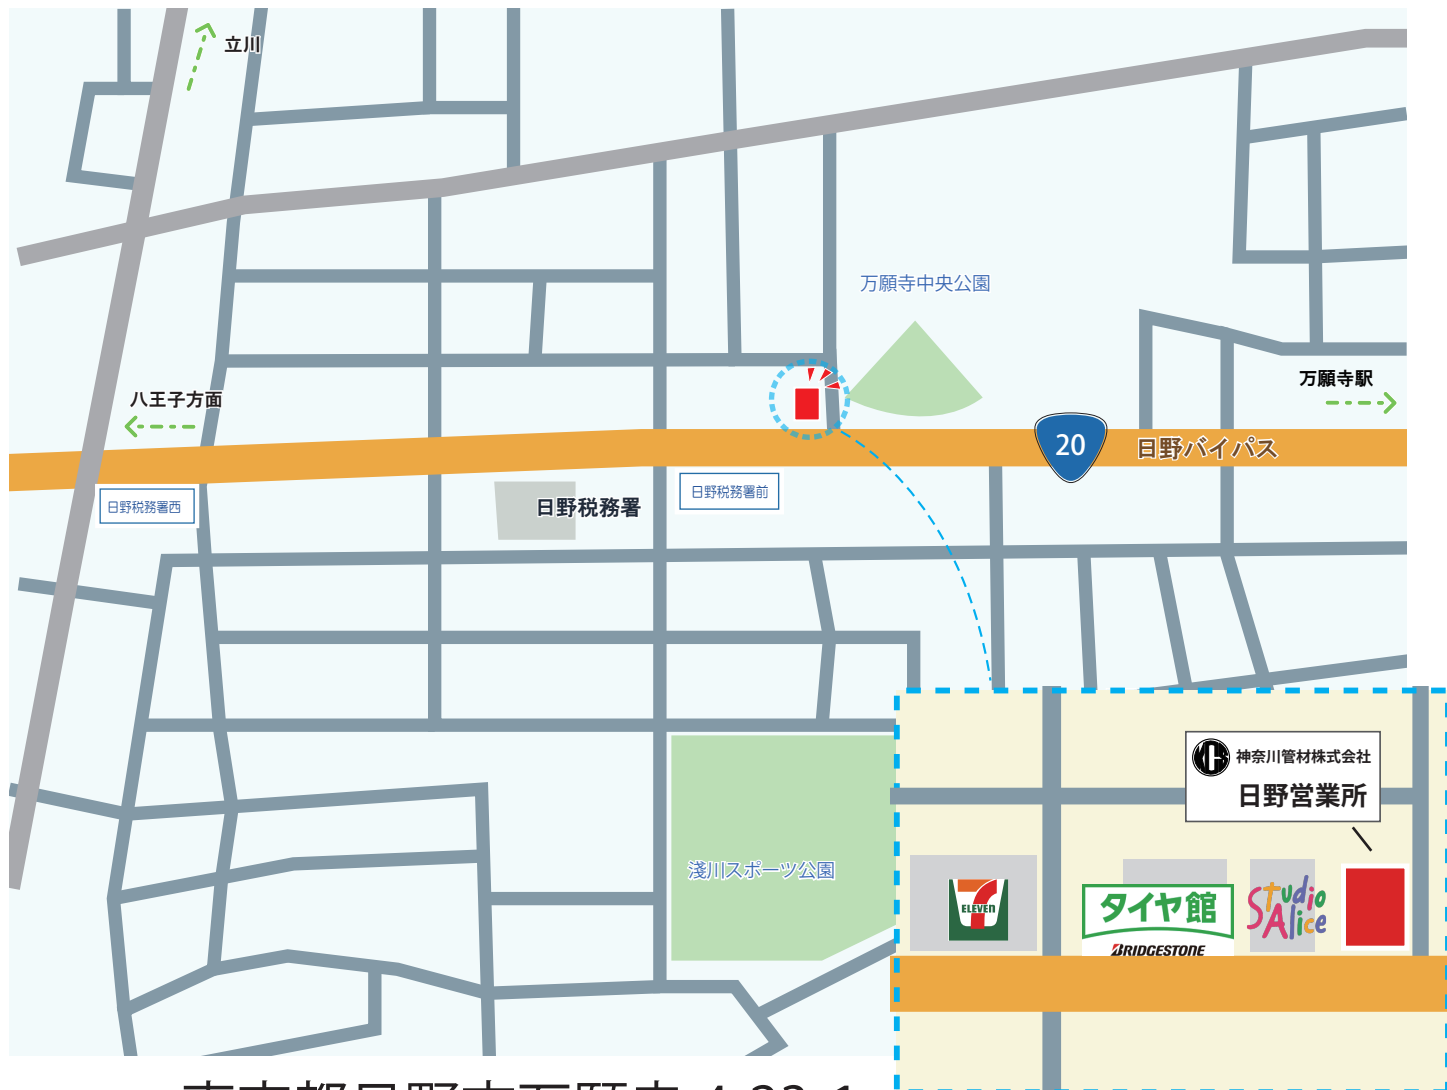 立川
万願寺中央公園
万願寺駅
八王子方面
20
日野バイパス
日野税務署西
日野税務署
日野税務署前
神奈川管材株式会社
日野営業所
淺川スポーツ公園
7
ELEVEN
タイヤ館
BRIDGESTONE
Studio
Alice